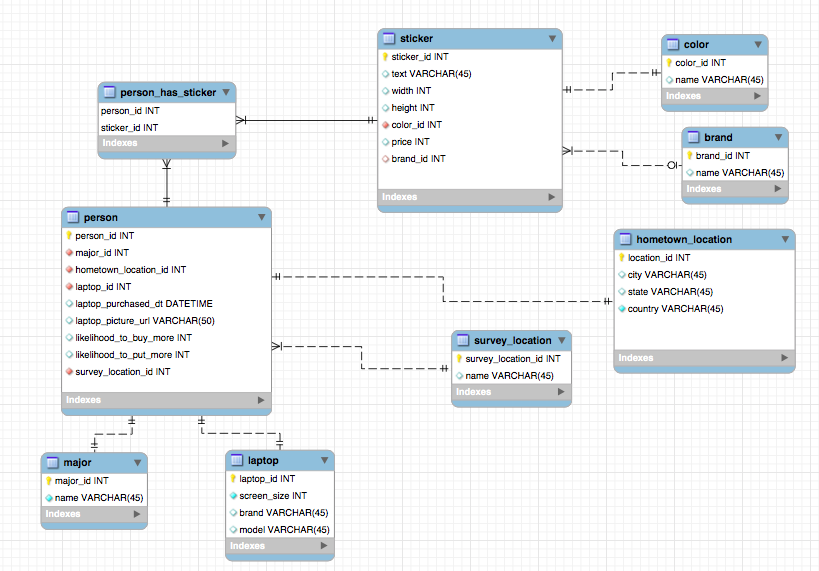 sticker
sticker_id INT
text VARCHAR(45)
width INT
height INT
color_id INT
price INT
brand_id INT
Indexes
color
color_id INT
name VARCHAR(45)
Indexes
person_has_sticker
person_id INT
sticker_id INT
Indexes
brand
brand_id INT
name VARCHAR(45)
Indexes
person
person_id INT
major_id INT
hometown_location_id INT
laptop_id INT
laptop_purchased_dt DATETIME
laptop_picture_url VARCHAR(50)
likelihood_to_buy_more INT
likelihood_to_put_more INT
survey_location_id INT
Indexes
hometown_location
location_id INT
city VARCHAR(45)
state VARCHAR(45)
country VARCHAR(45)
Indexes
survey_location
survey_location_id INT
name VARCHAR(45)
Indexes
major
major_id INT
name VARCHAR(45)
Indexes
laptop
laptop_id INT
screen_size INT
brand VARCHAR(45)
model VARCHAR(45)
Indexes